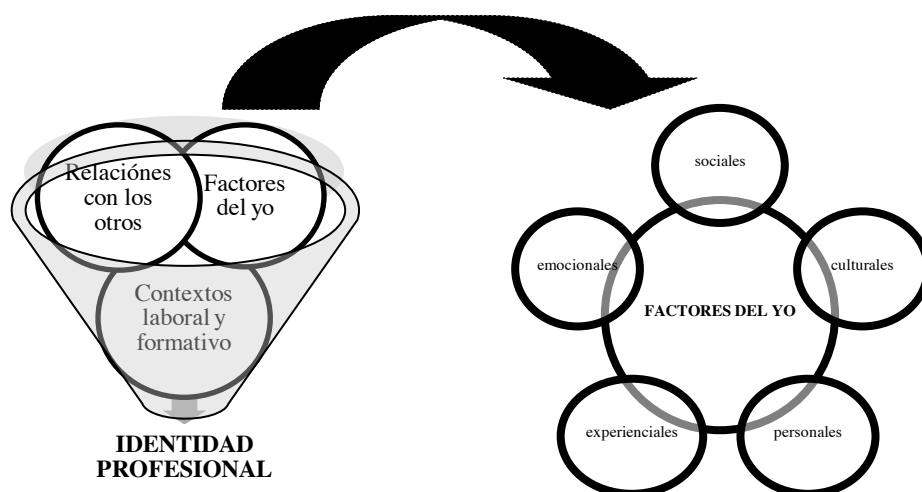 Relaciónes
con los
otros
Factores
del yo
Contextos
laboral y
formativo
IDENTIDAD
PROFESIONAL
sociales
emocionales
culturales
FACTORES DEL YO
experienciales
personales